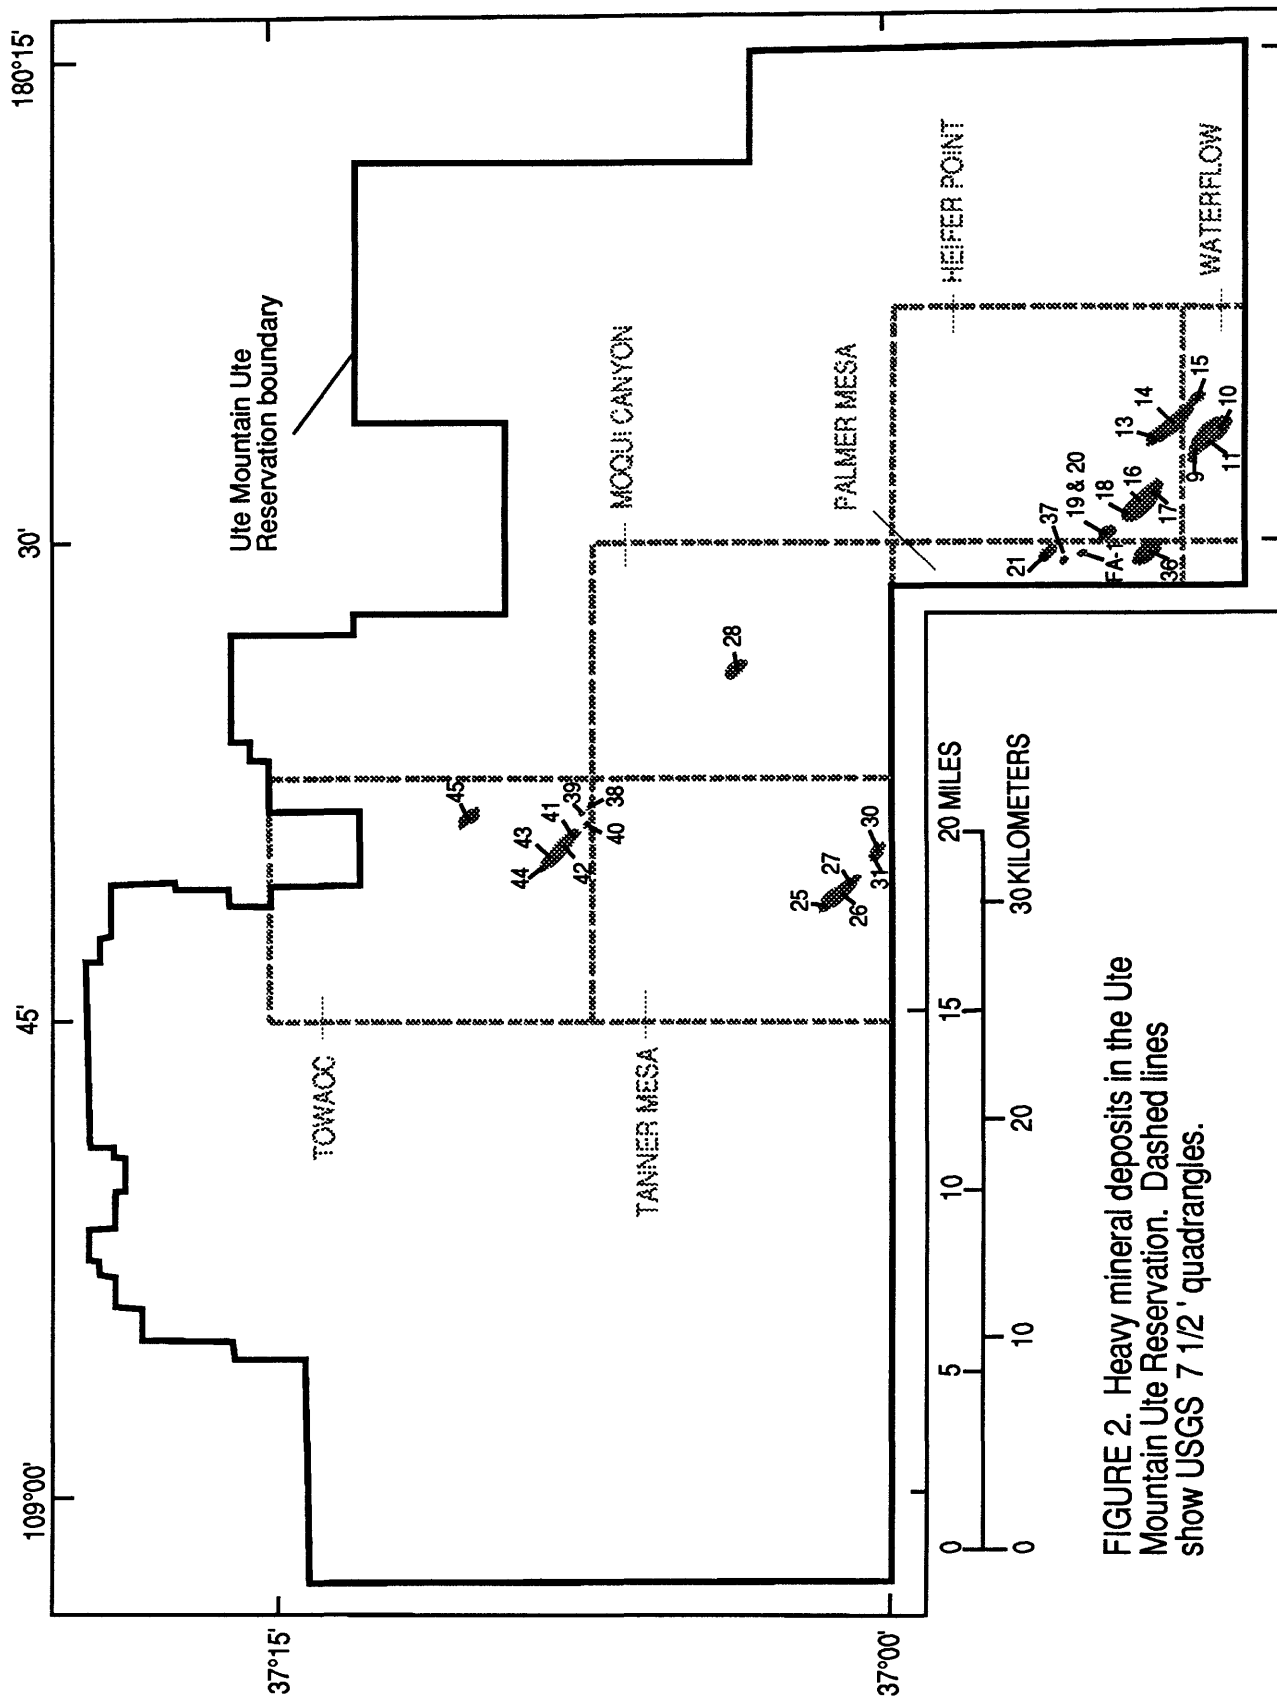 109°00'
45'
30'
180°15'
37°15'
37°00'
Ute Mountain Ute
Reservation boundary
TOWAOC
MOQUI CANYON
TANNER MESA
PALMER MESA
HEIFER POINT
WATERFLOW
45
44
43
41
39
42
40
38
28
25
27
26
31
30
21
37
19 & 20
18
16
17
FA-1
36
13
14
15
9
11
10
0 5 10 15 20 MILES
0 10 20 30 KILOMETERS
FIGURE 2. Heavy mineral deposits in the Ute
Mountain Ute Reservation. Dashed lines
show USGS 7 1/2 ' quadrangles.